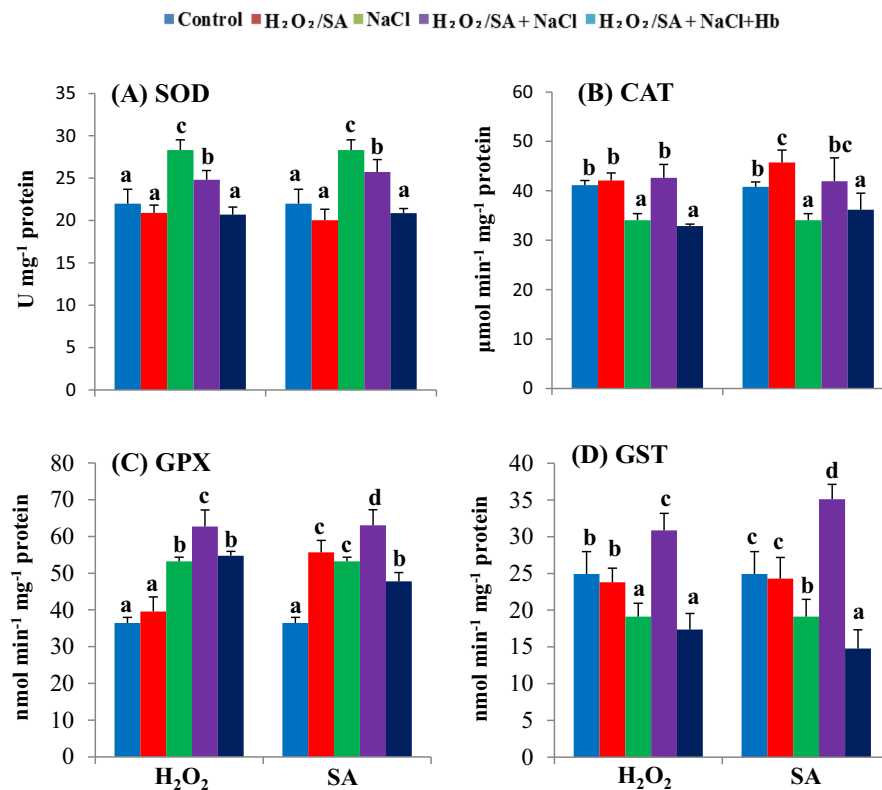 Control H₂O₂/SA NaCl H₂O₂/SA + NaCl H₂O₂/SA + NaCl+Hb
(A) SOD
U mg⁻¹ protein
35
30
25
20
15
10
5
0
a a c b a
a a c b a
(B) CAT
µmol min⁻¹ mg⁻¹ protein
60
50
40
30
20
10
0
b b a b a
b c a bc a
(C) GPX
nmol min⁻¹ mg⁻¹ protein
80
70
60
50
40
30
20
10
0
a a b c b
a c c d b
H₂O₂ SA
(D) GST
nmol min⁻¹ mg⁻¹ protein
40
35
30
25
20
15
10
5
0
b b a c a
c c b d a
H₂O₂ SA